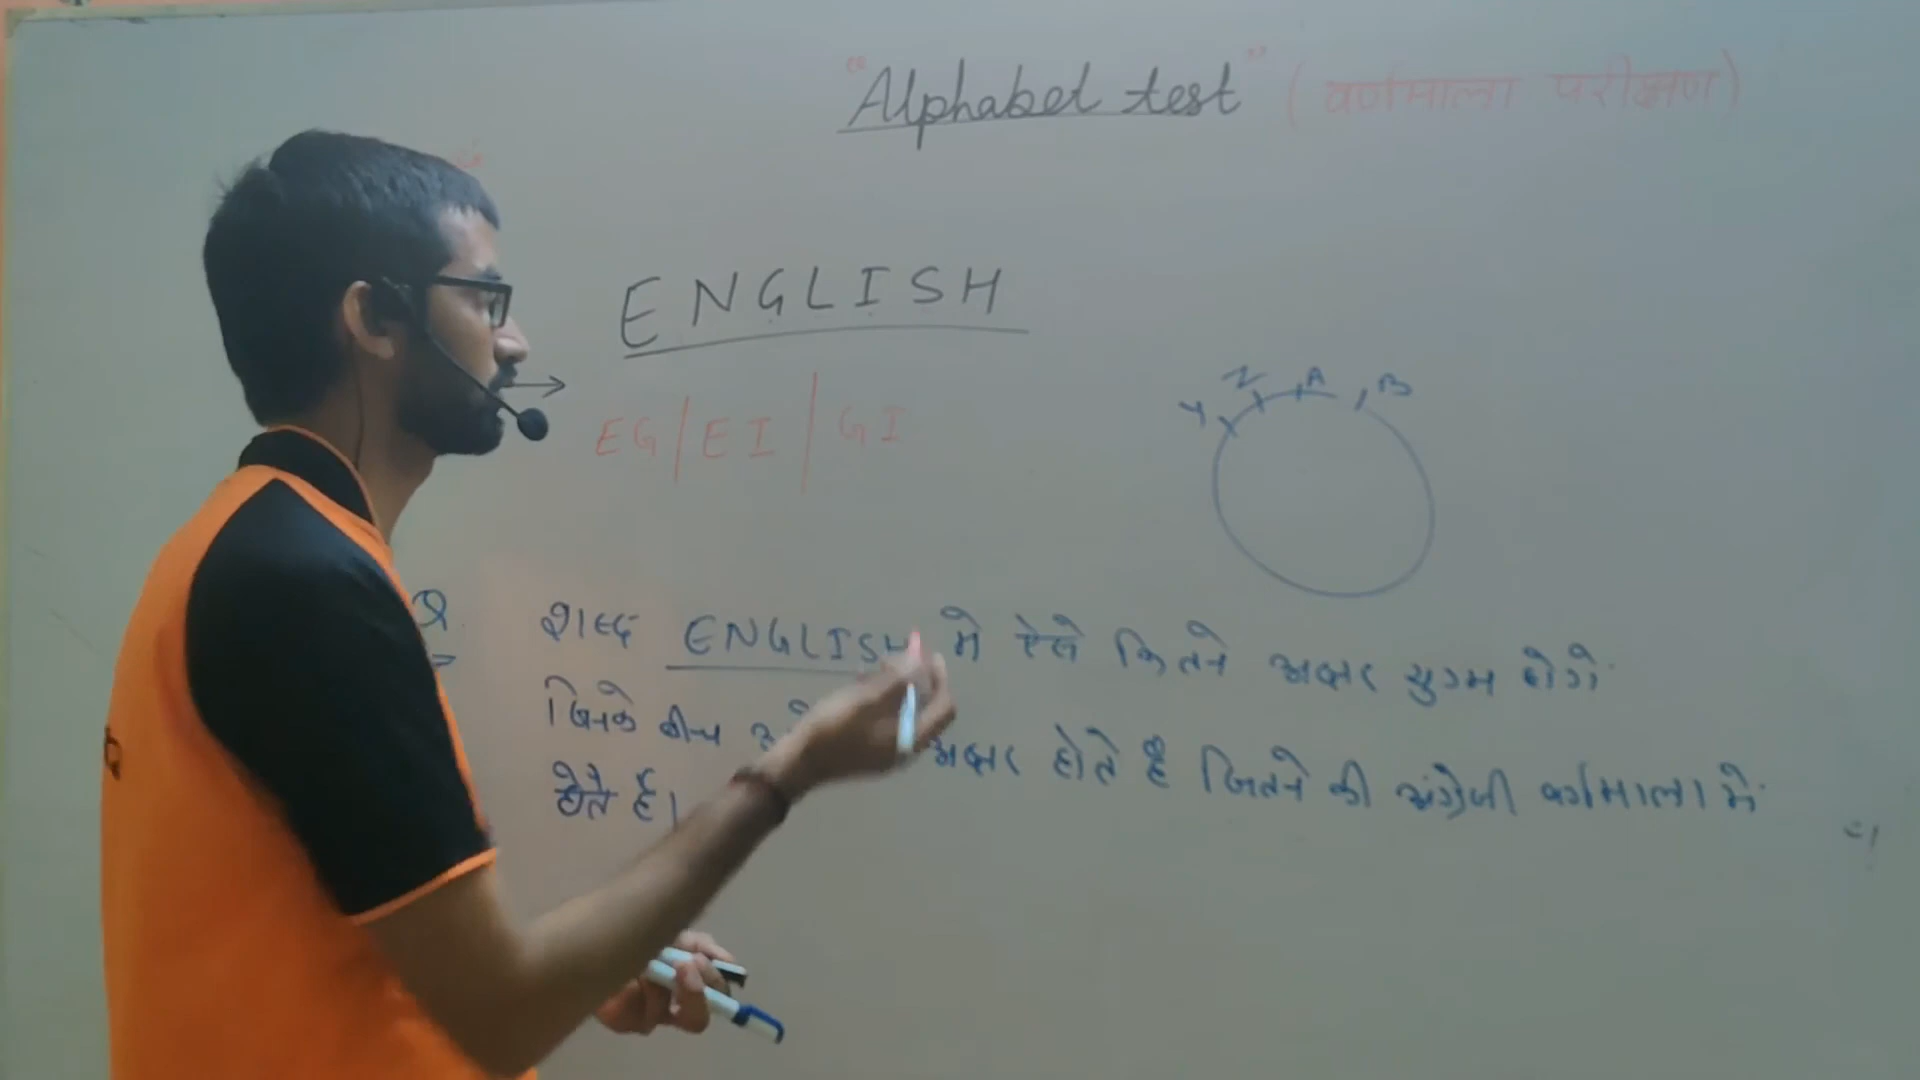 "Alphabet test" (वर्णमाला परीक्षण)
ENGLISH
EG | EI | GI
Y Z A B
Q शब्द ENGLISH में ऐसे कितने अक्षर युग्म होंगे
जिनके बीच अक्षर होते है जितने की अंग्रेजी वर्णमाला में
होते है।